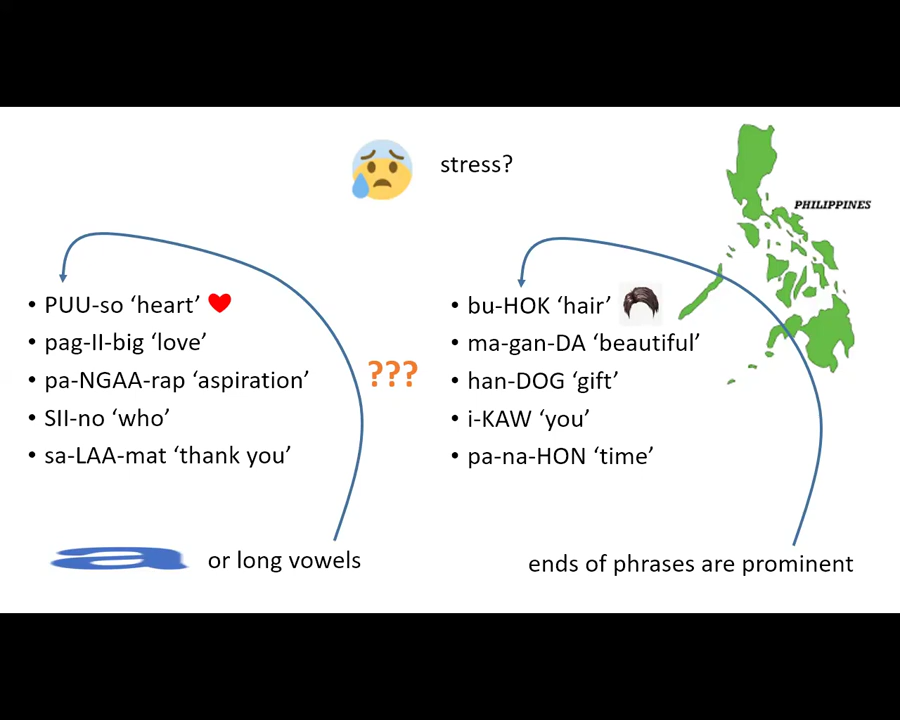 stress?
PHILIPPINES
• PUU-so ‘heart’
• pag-II-big ‘love’
• pa-NGAA-rap ‘aspiration’
• SII-no ‘who’
• sa-LAA-mat ‘thank you’
???
• bu-HOK ‘hair’
• ma-gan-DA ‘beautiful’
• han-DOG ‘gift’
• i-KAW ‘you’
• pa-na-HON ‘time’
or long vowels
ends of phrases are prominent